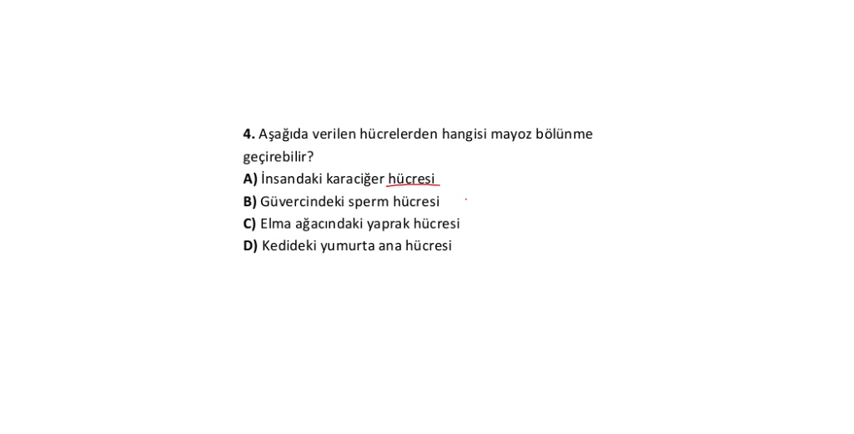 4. Aşağıda verilen hücrelerden hangisi mayoz bölünme
geçirebilir?
A) İnsandaki karaciğer hücresi
B) Güvercindeki sperm hücresi
C) Elma ağacındaki yaprak hücresi
D) Kedideki yumurta ana hücresi